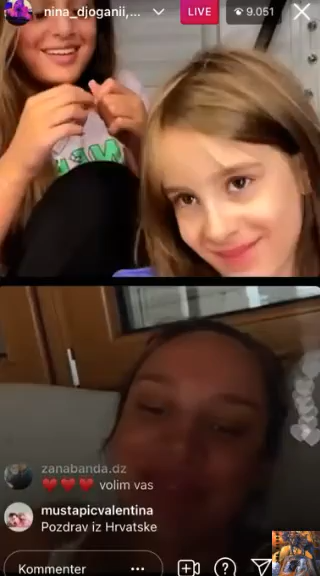 nina_djoganii,...
LIVE
9.051
zanabanda.dz
❤️❤️❤️ volim vas
mustapicvalentina
Pozdrav iz Hrvatske
Kommenter